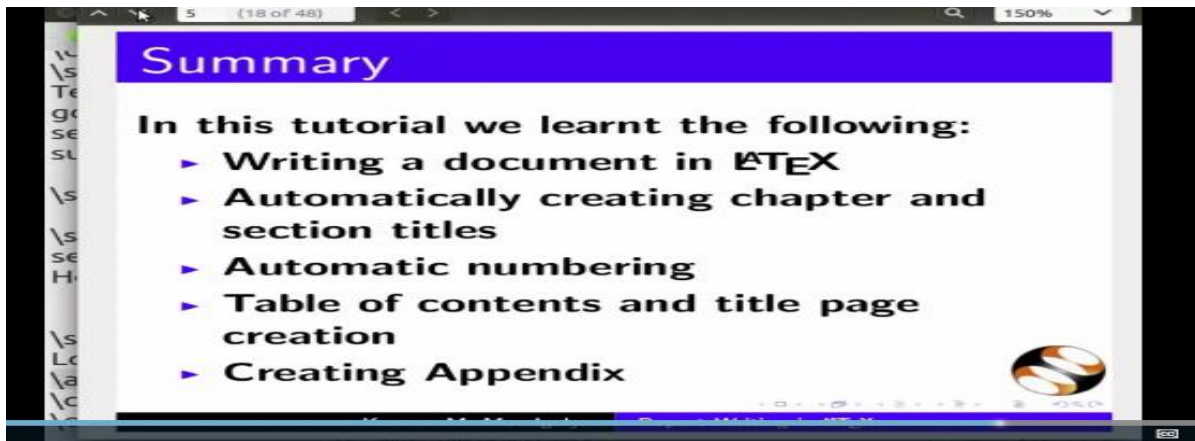 5 (18 of 48) 150%
Summary
In this tutorial we learnt the following:
► Writing a document in LATEX
► Automatically creating chapter and
section titles
► Automatic numbering
► Table of contents and title page
creation
► Creating Appendix